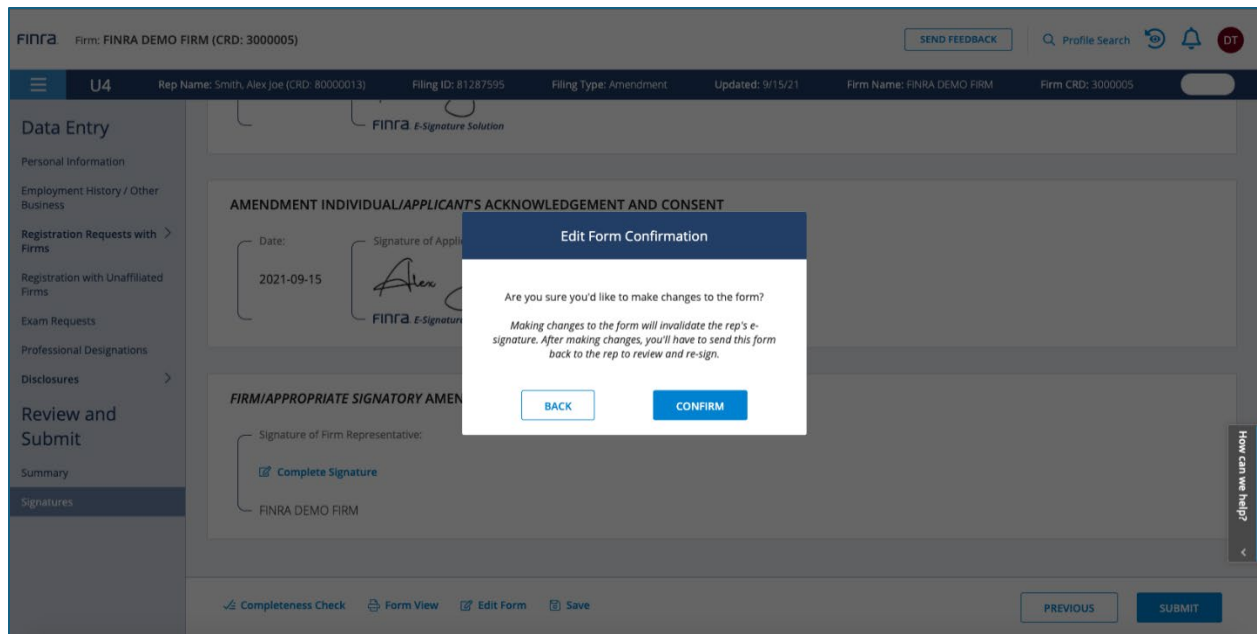 FINRA Firm: FINRA DEMO FIRM (CRD: 3000005) SEND FEEDBACK Profile Search DT
U4 Rep Name: Smith, Alex Joe (CRD: 80000013) Filing ID: 81287595 Filing Type: Amendment Updated: 9/15/21 Firm Name: FINRA DEMO FIRM Firm CRD: 3000005
Data Entry
Personal Information
Employment History / Other
Business
Registration Requests with >
Firms
Registration with Unaffiliated
Firms
Exam Requests
Professional Designations
Disclosures >
Review and
Submit
Summary
Signatures
FINRA E-Signature Solution
AMENDMENT INDIVIDUAL/APPLICANT'S ACKNOWLEDGEMENT AND CONSENT
Date:
2021-09-15
Signature of Appli
Alex
FINRA E-Signatur
FIRM/APPROPRIATE SIGNATORY AMEN
Signature of Firm Representative:
Complete Signature
FINRA DEMO FIRM
Edit Form Confirmation
Are you sure you'd like to make changes to the form?
Making changes to the form will invalidate the rep's e-
signature. After making changes, you'll have to send this form
back to the rep to review and re-sign.
BACK CONFIRM
How can we help?
Completeness Check Form View Edit Form Save PREVIOUS SUBMIT